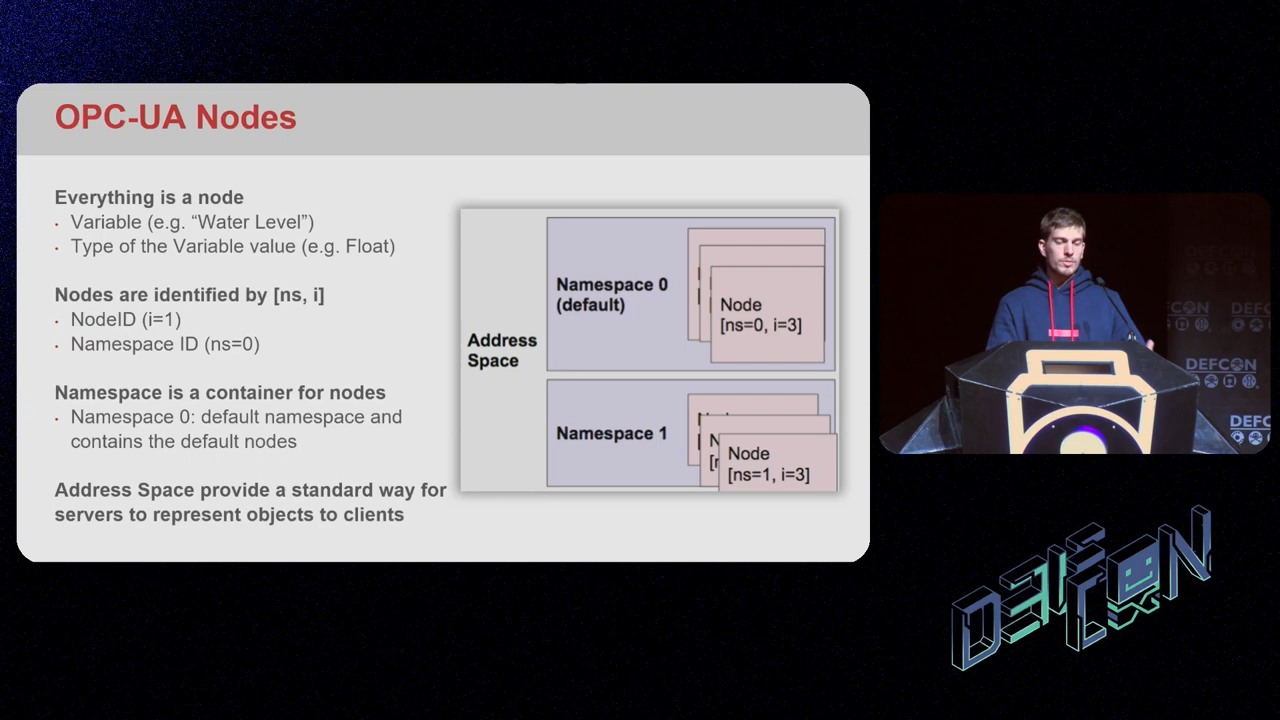 OPC-UA Nodes
Everything is a node
· Variable (e.g. “Water Level”)
· Type of the Variable value (e.g. Float)
Nodes are identified by [ns, i]
· NodeID (i=1)
· Namespace ID (ns=0)
Namespace is a container for nodes
· Namespace 0: default namespace and
contains the default nodes
Address Space provide a standard way for
servers to represent objects to clients
Address
Space
Namespace 0
(default)
Node
[ns=0, i=3]
Namespace 1
Node
[ns=1, i=3]
DEFCON
DEFCON